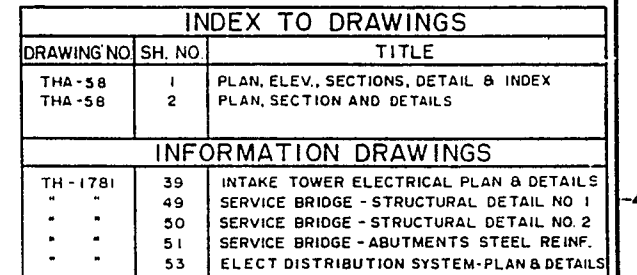 INDEX TO DRAWINGS
DRAWING NO. SH. NO. TITLE
THA-58 1 PLAN, ELEV., SECTIONS, DETAIL & INDEX
THA-58 2 PLAN, SECTION AND DETAILS
INFORMATION DRAWINGS
TH-1781 39 INTAKE TOWER ELECTRICAL PLAN & DETAILS
" " 49 SERVICE BRIDGE - STRUCTURAL DETAIL NO 1
" " 50 SERVICE BRIDGE - STRUCTURAL DETAIL NO. 2
" " 51 SERVICE BRIDGE - ABUTMENTS STEEL REINF.
" " 53 ELECT DISTRIBUTION SYSTEM-PLAN & DETAILS